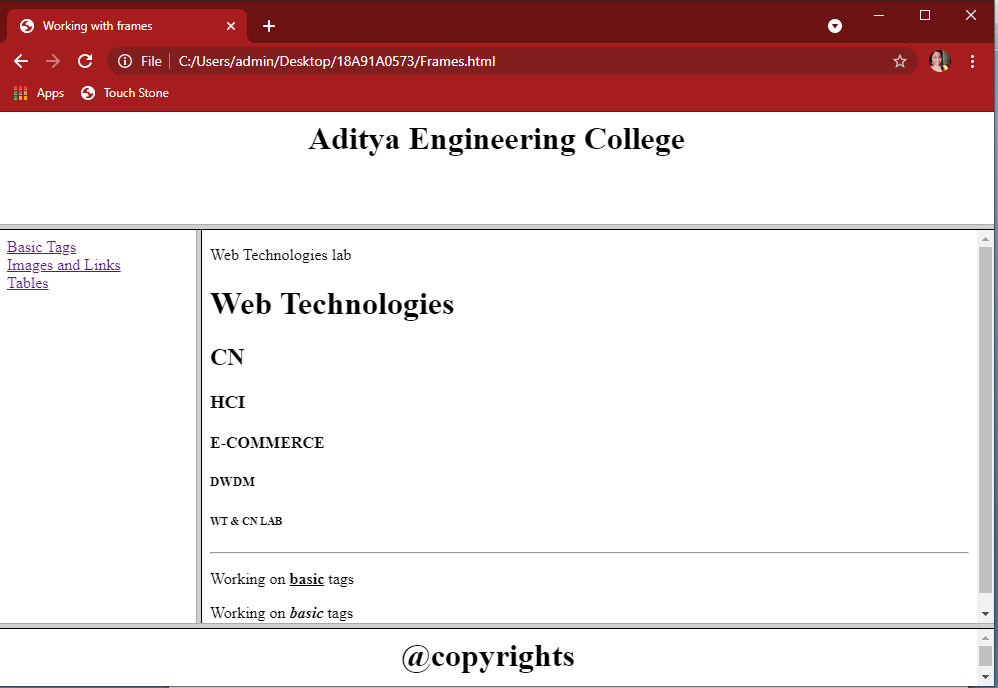 Working with frames
File C:/Users/admin/Desktop/18A91A0573/Frames.html
Apps Touch Stone
Aditya Engineering College
Basic Tags
Images and Links
Tables
Web Technologies lab
Web Technologies
CN
HCI
E-COMMERCE
DWDM
WT & CN LAB
Working on basic tags
Working on basic tags
@copyrights